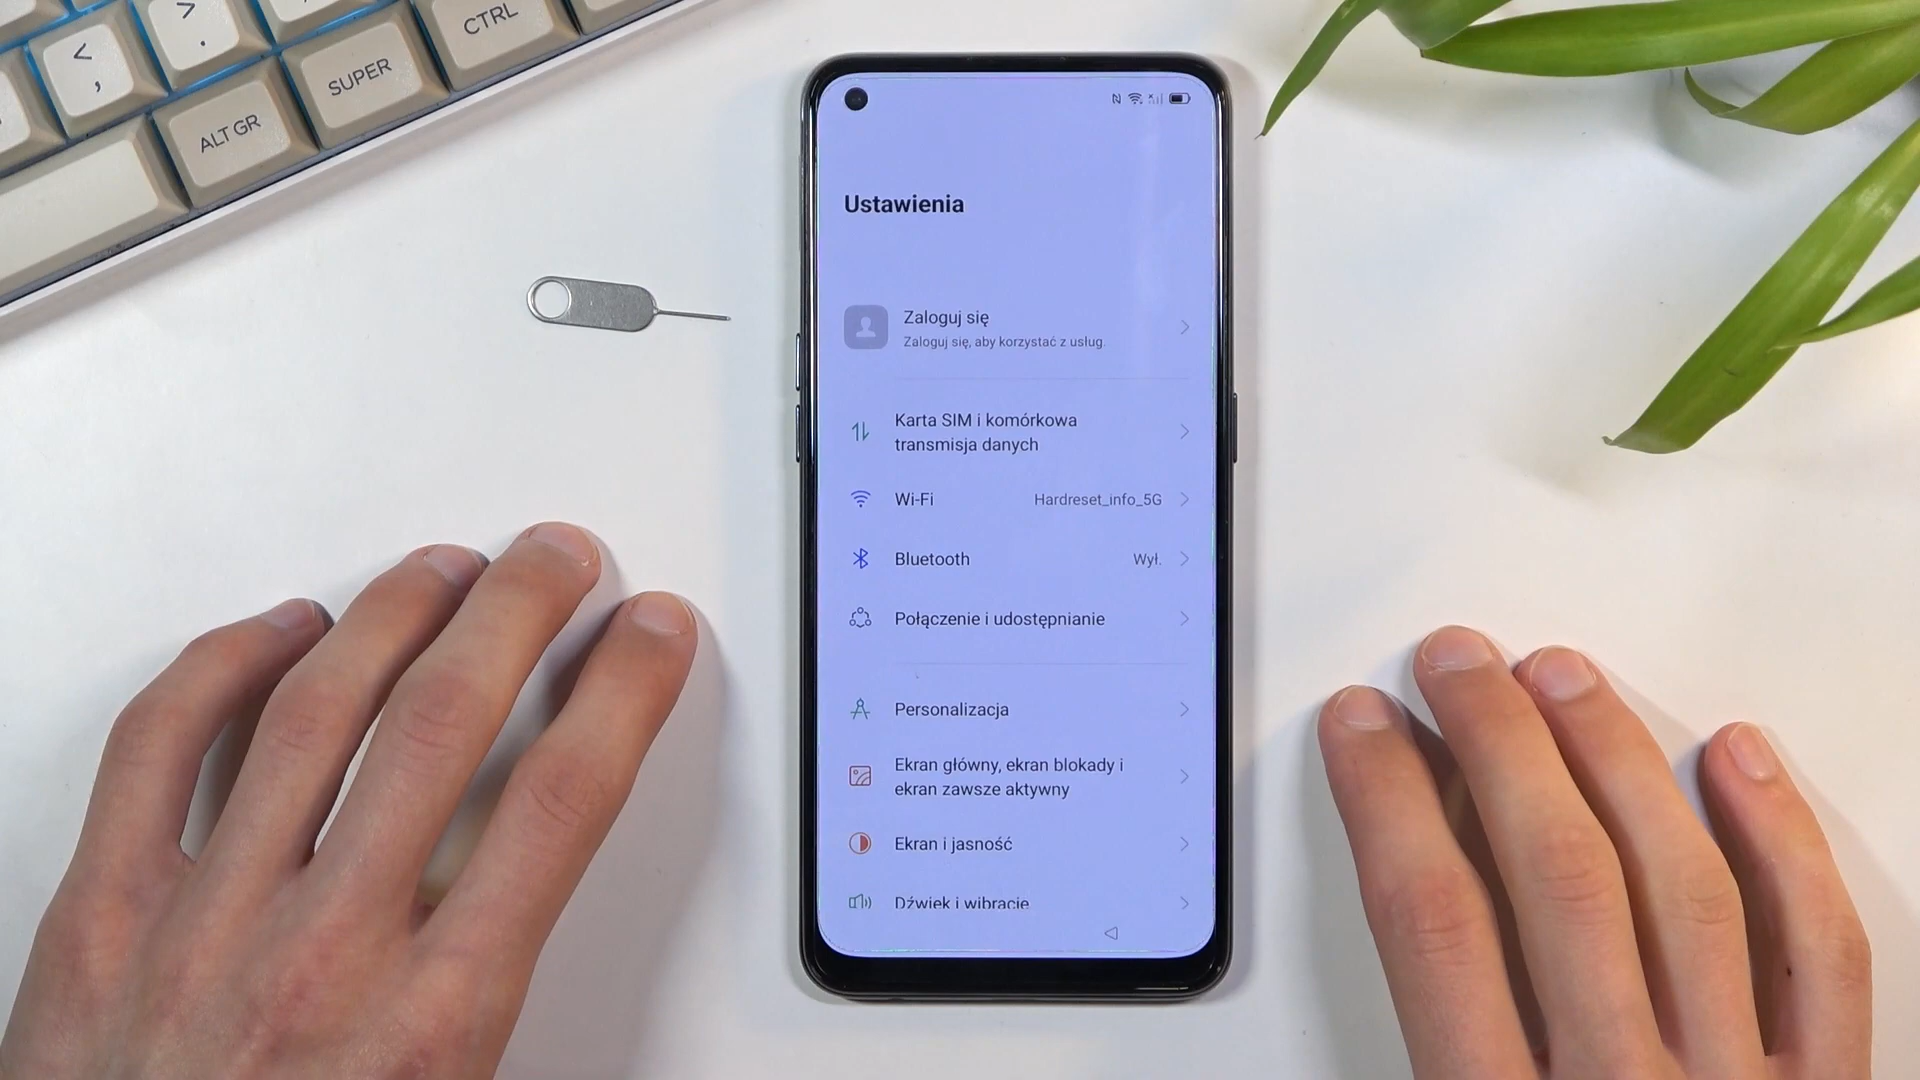 <
,
>
.
ALT GR
SUPER
CTRL
Ustawienia
Zaloguj się
Zaloguj się, aby korzystać z usług.
Karta SIM i komórkowa
transmisja danych
Wi-Fi
Hardreset_info_5G
Bluetooth
Wył.
Połączenie i udostępnianie
Personalizacja
Ekran główny, ekran blokady i
ekran zawsze aktywny
Ekran i jasność
Dźwięk i wibracje